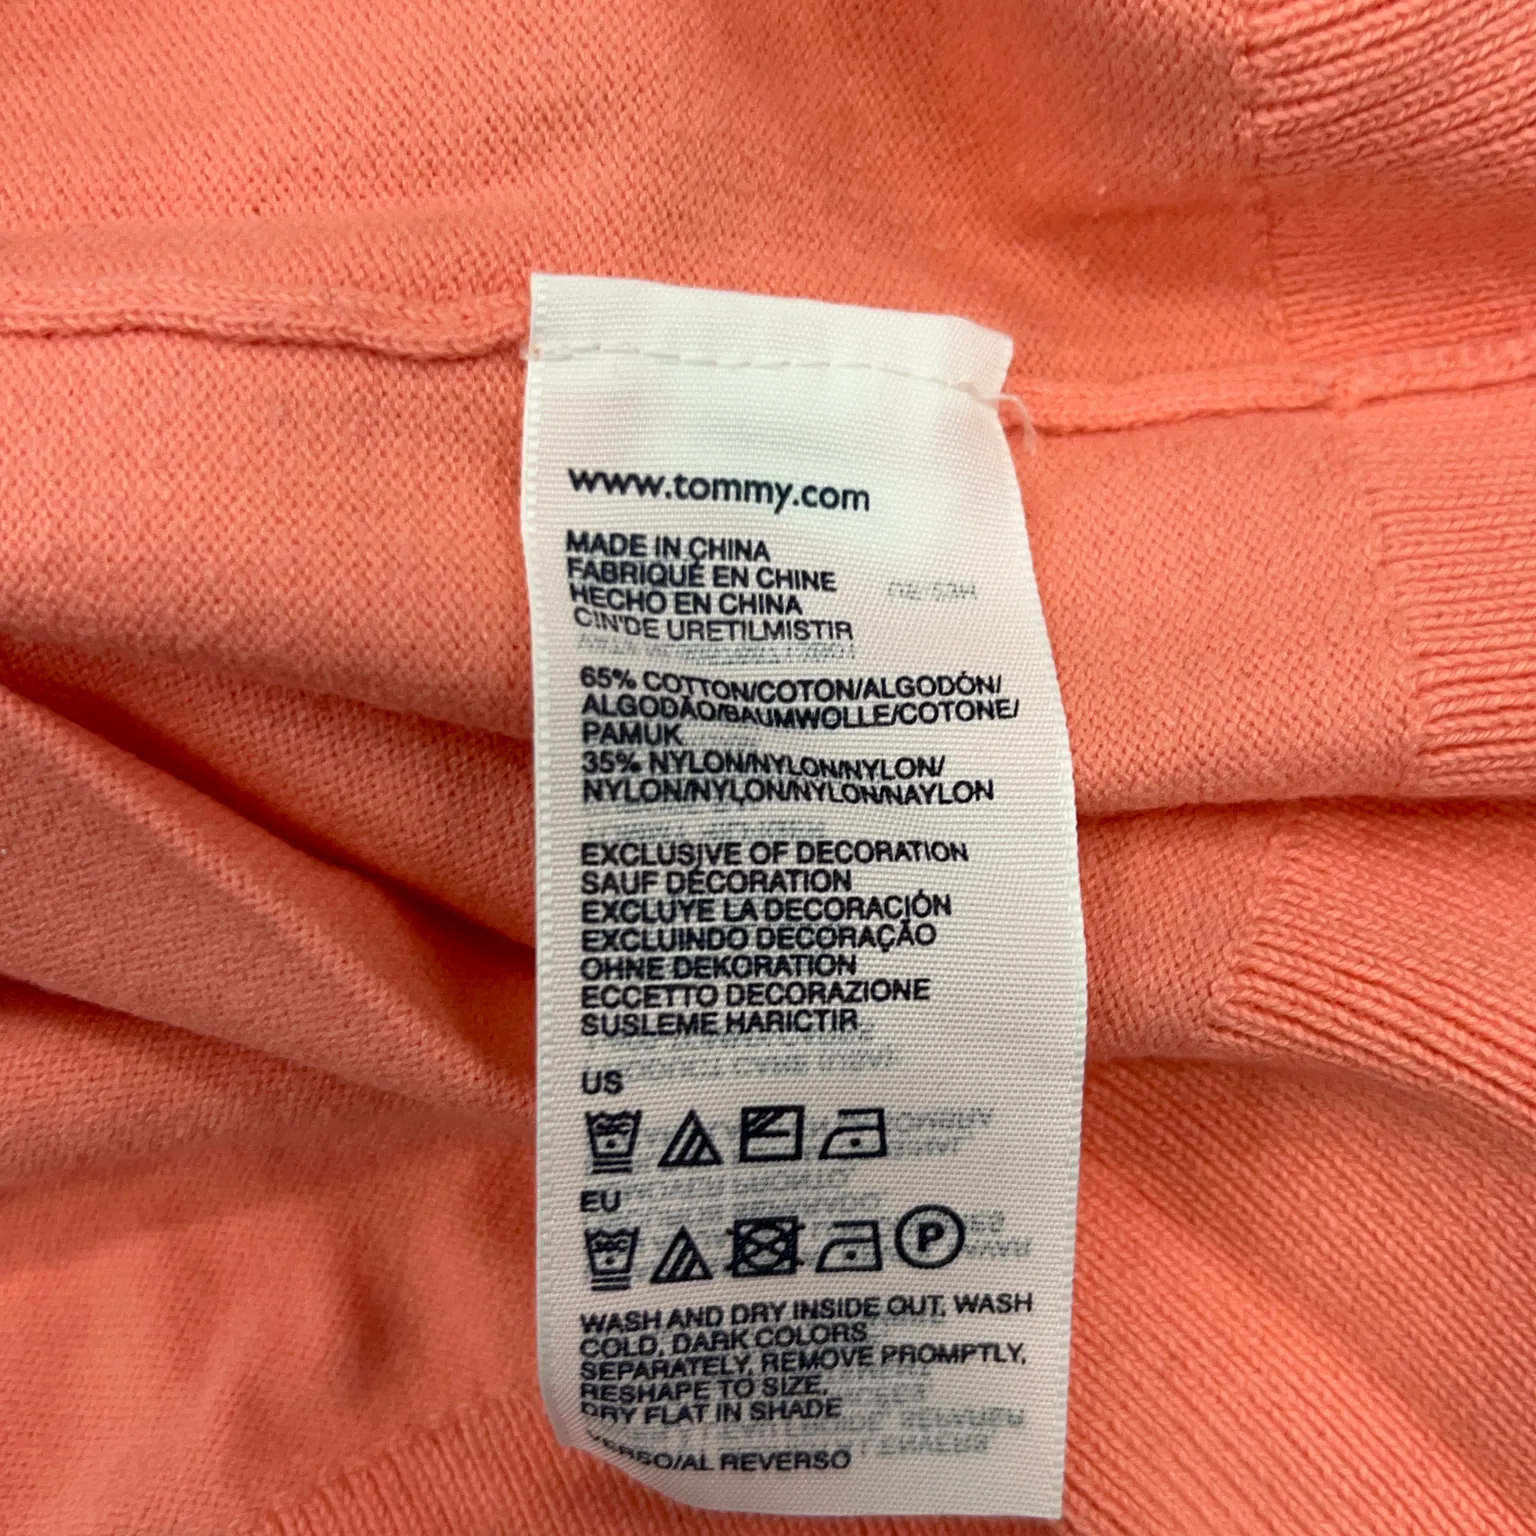 www.tommy.com
MADE IN CHINA
FABRIQUÉ EN CHINE
HECHO EN CHINA
CIN'DE URETILMISTIR
65% COTTON/COTON/ALGODÓN/
ALGODÃO/BAUMWOLLE/COTONE/
PAMUK
35% NYLON/NYLON/NYLON/
NYLON/NYLON/NYLON/NAYLON
EXCLUSIVE OF DECORATION
SAUF DÉCORATION
EXCLUYE LA DECORACIÓN
EXCLUINDO DECORAÇÃO
OHNE DEKORATION
ECCETTO DECORAZIONE
SUSLEME HARICTIR
US
EU
P
WASH AND DRY INSIDE OUT, WASH
COLD, DARK COLORS
SEPARATELY, REMOVE PROMPTLY,
RESHAPE TO SIZE,
DRY FLAT IN SHADE
VERSO/AL REVERSO